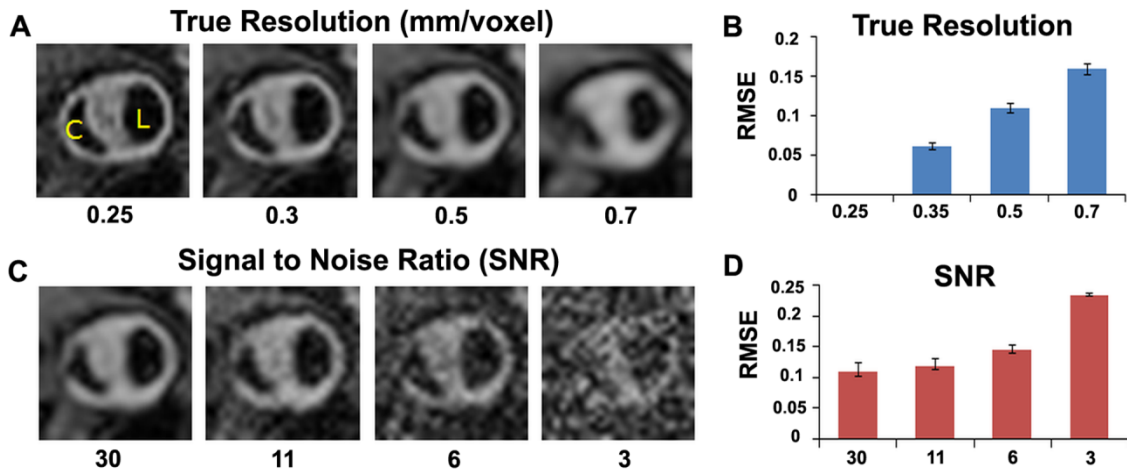 A
True Resolution (mm/voxel)
C
L
0.25
0.3
0.5
0.7
B
True Resolution
RMSE
0.2
0.15
0.1
0.05
0
0.25
0.35
0.5
0.7
C
Signal to Noise Ratio (SNR)
30
11
6
3
D
SNR
RMSE
0.25
0.2
0.15
0.1
0.05
0
30
11
6
3